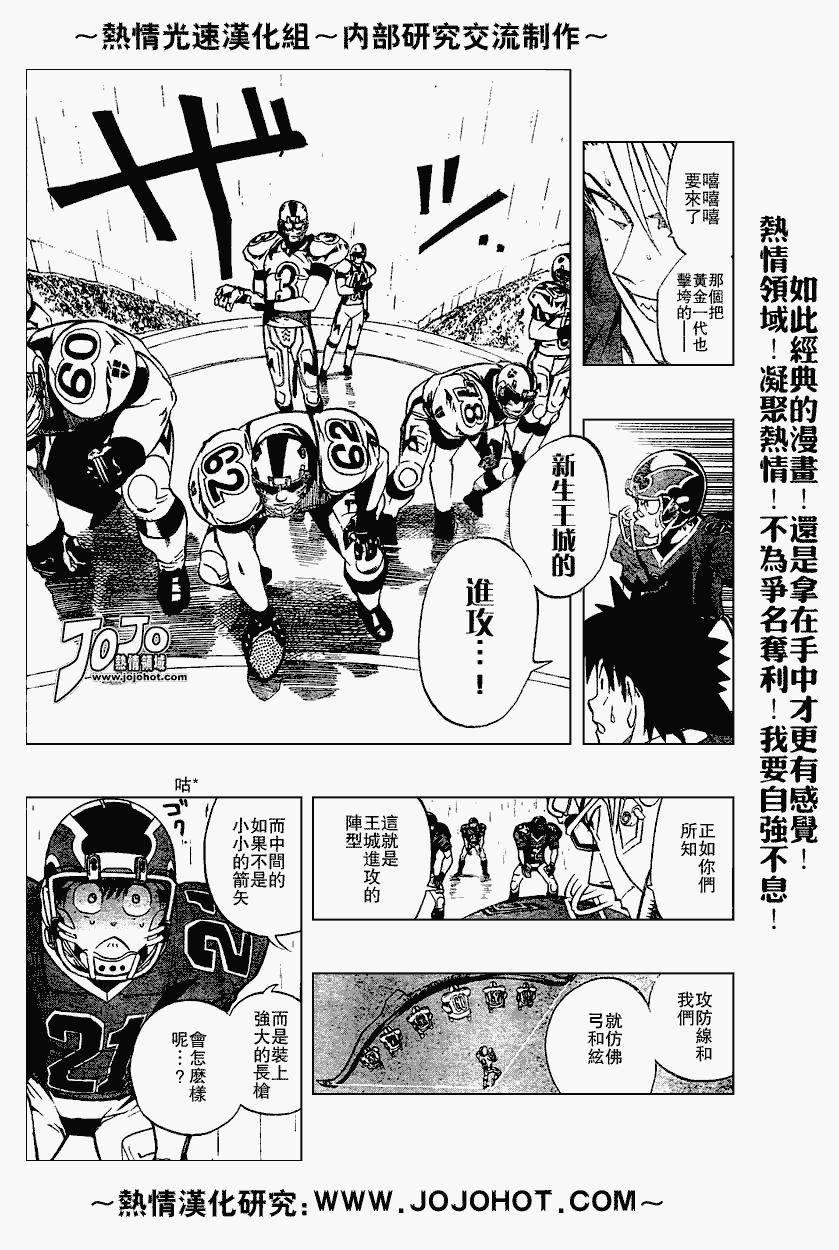 ～熱情光速漢化組～內部研究交流制作～
如此經典的漫畫！還是拿在手中才更有感覺！
熱情領域！凝聚熱情！不為爭名奪利！我要自強不息！
嘻嘻嘻
要來了
那個把
黃金一代也
擊垮的——
ザッ
新生王城的
進攻…！
60
3
62
62
78
JOJO
熱情領域
www.jojohot.com
正如你們
所知
這就是
王城進攻的
陣型
攻防線和
我們
就仿佛
弓和絃
咕*
ゴク
而中間的
如果不是
小小的箭矢
而是裝上
強大的長槍
會怎麼樣
呢…？
21
21
～熱情漢化研究:WWW.JOJOHOT.COM～